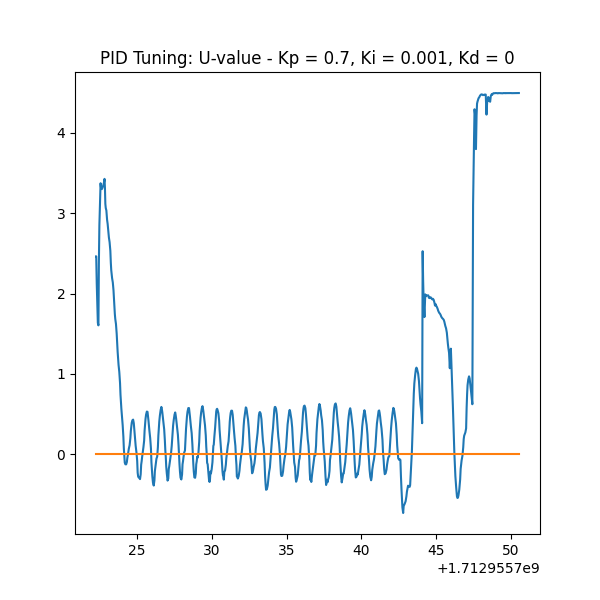 PID Tuning: U-value - Kp = 0.7, Ki = 0.001, Kd = 0
4
3
2
1
0
25 30 35 40 45 50
+1.7129557e9